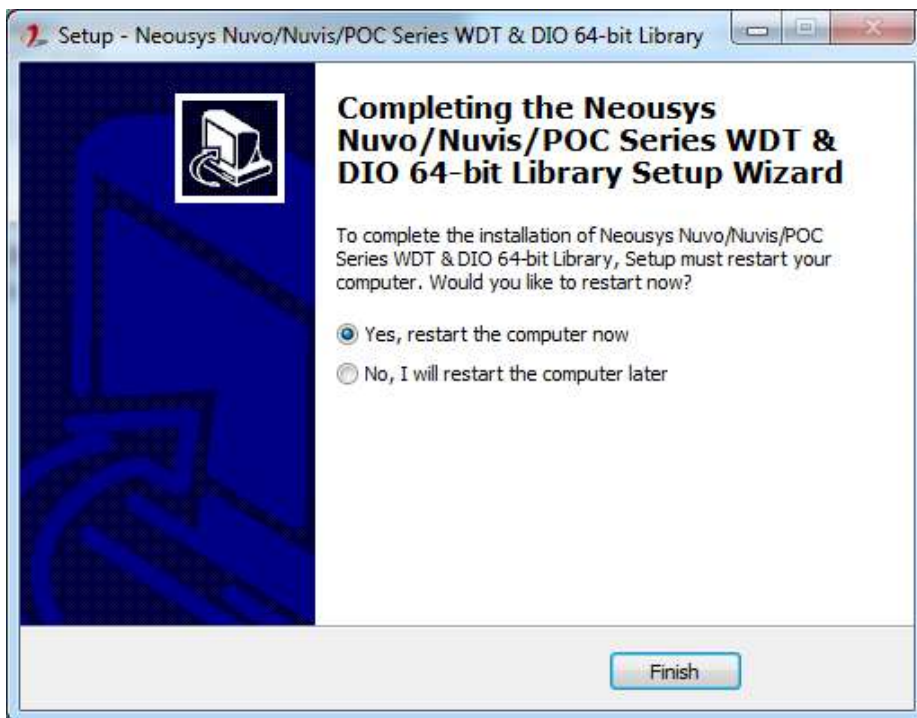 Setup - Neousys Nuvo/Nuvis/POC Series WDT & DIO 64-bit Library
Completing the Neousys
Nuvo/Nuvis/POC Series WDT &
DIO 64-bit Library Setup Wizard
To complete the installation of Neousys Nuvo/Nuvis/POC
Series WDT & DIO 64-bit Library, Setup must restart your
computer. Would you like to restart now?
Yes, restart the computer now
No, I will restart the computer later
Finish